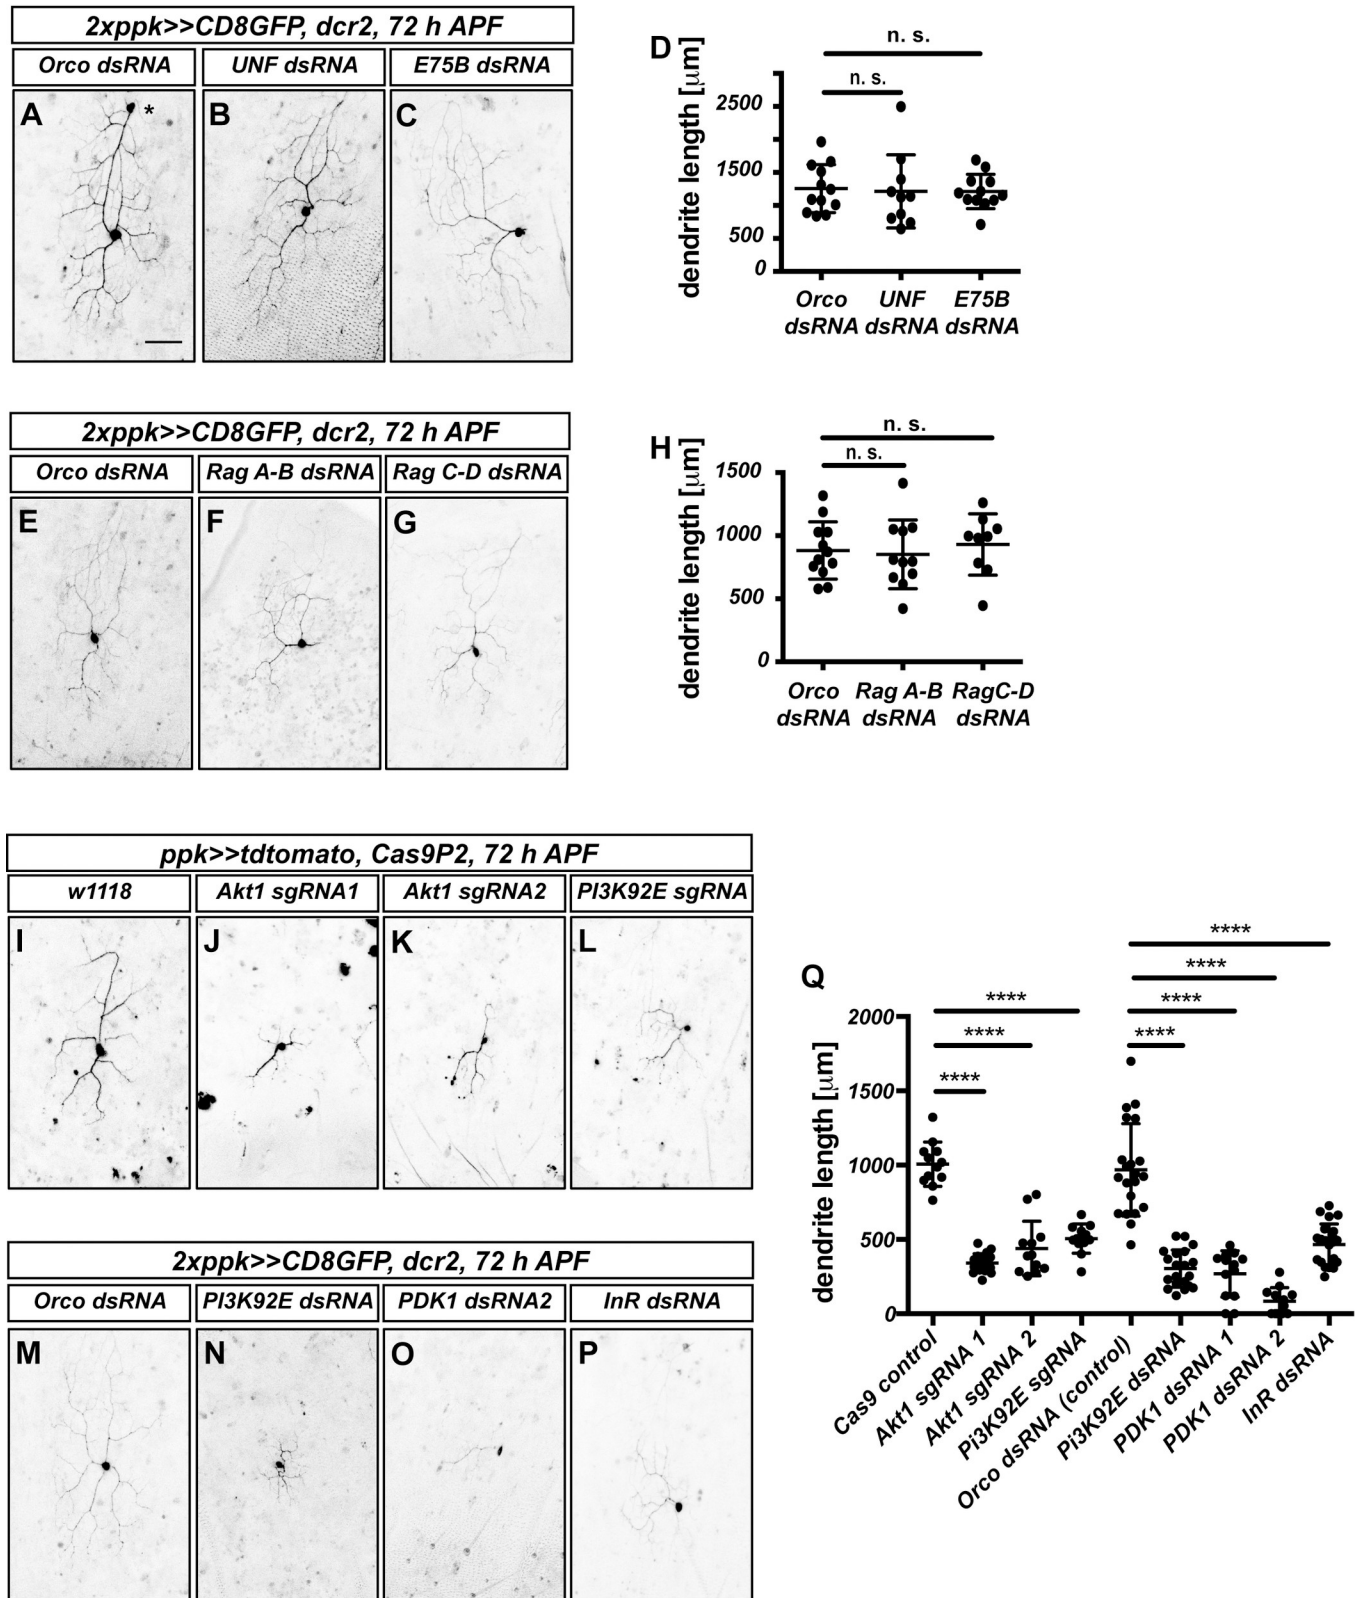 2xppk>>CD8GFP, dcr2, 72 h APF
Orco dsRNA UNF dsRNA E75B dsRNA
A * B C
D
n. s.
n. s.
dendrite length [µm]
2500
1500
500
0
Orco dsRNA
UNF dsRNA
E75B dsRNA
2xppk>>CD8GFP, dcr2, 72 h APF
Orco dsRNA Rag A-B dsRNA Rag C-D dsRNA
E F G
H
n. s.
n. s.
dendrite length [µm]
1500
1000
500
0
Orco dsRNA
Rag A-B dsRNA
RagC-D dsRNA
ppk>>tdtomato, Cas9P2, 72 h APF
w1118 Akt1 sgRNA1 Akt1 sgRNA2 PI3K92E sgRNA
I J K L
2xppk>>CD8GFP, dcr2, 72 h APF
Orco dsRNA PI3K92E dsRNA PDK1 dsRNA2 InR dsRNA
M N O P
Q
****
****
****
****
****
****
****
dendrite length [µm]
2000
1500
1000
500
0
Cas9 control
Akt1 sgRNA 1
Akt1 sgRNA 2
Pi3K92E sgRNA
Orco dsRNA (control)
Pi3K92E dsRNA
PDK1 dsRNA 1
PDK1 dsRNA 2
InR dsRNA